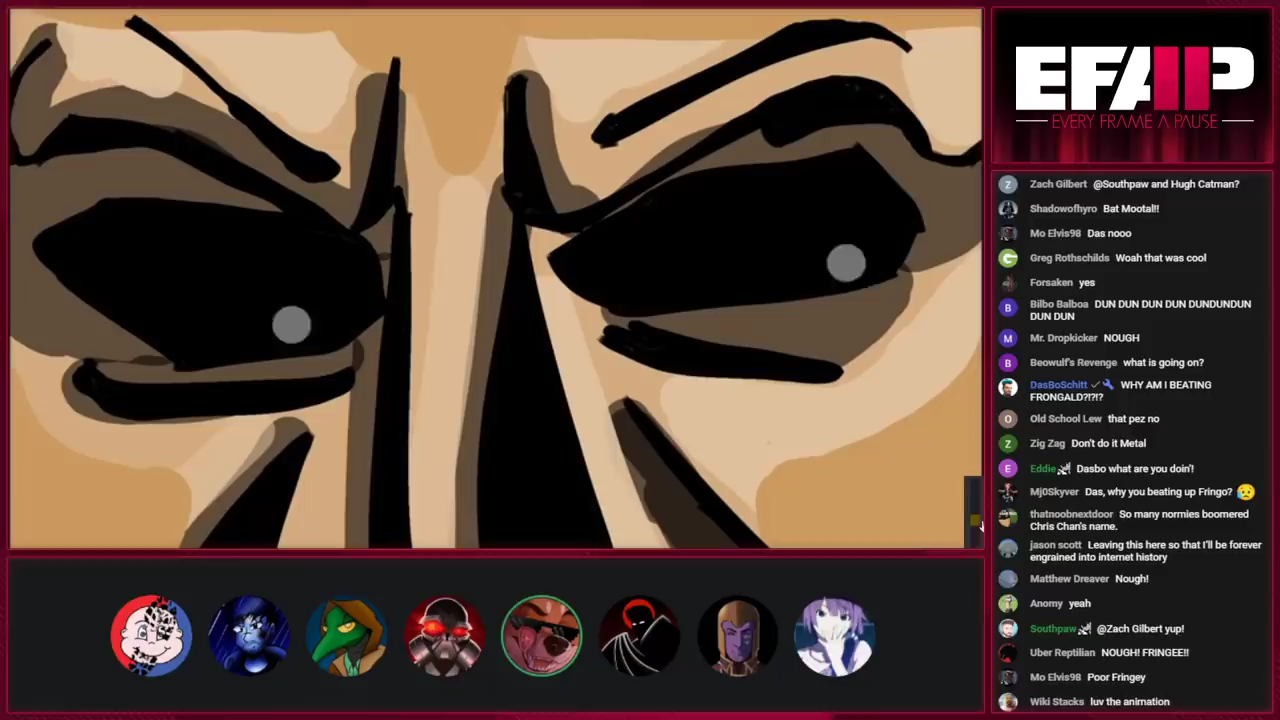 EFAP
EVERY FRAME A PAUSE
Z Zach Gilbert @Southpaw and Hugh Catman?
Shadowofhyro Bat Mootal!!
Mo Elvis98 Das nooo
Greg Rothschilds Woah that was cool
Forsaken yes
B Bilbo Balboa DUN DUN DUN DUN DUNDUNDUN
DUN DUN
M Mr. Dropkicker NOUGH
B Beowulf's Revenge what is going on?
DasBoSchitt WHY AM I BEATING
FRONGALD?!?!?
O Old School Lew that pez no
Z Zig Zag Don't do it Metal
E Eddie Dasbo what are you doin'!
Mj0Skyver Das, why you beating up Fringo?
thatnoobnextdoor So many normies boomered
Chris Chan's name.
jason scott Leaving this here so that I'll be forever
engrained into internet history
Matthew Dreaver Nough!
Anomy yeah
Southpaw @Zach Gilbert yup!
Uber Reptilian NOUGH! FRINGEE!!
Mo Elvis98 Poor Fringey
Wiki Stacks luv the animation